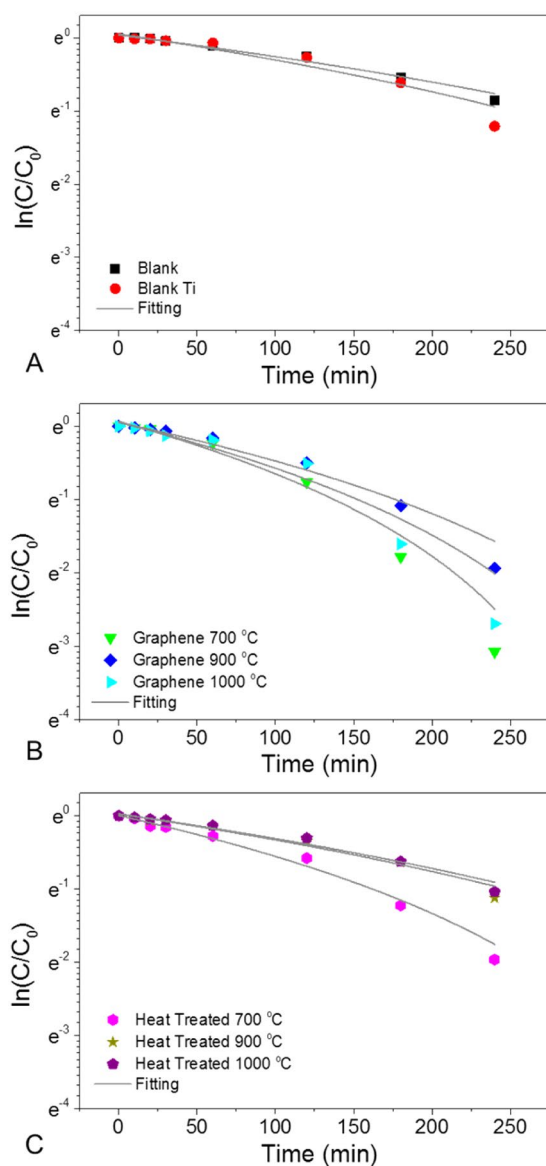 e⁰
e⁻¹
e⁻²
e⁻³
e⁻⁴
ln(C/C₀)
Blank
Blank Ti
Fitting
0 50 100 150 200 250
A
Time (min)
e⁰
e⁻¹
e⁻²
e⁻³
e⁻⁴
ln(C/C₀)
Graphene 700 °C
Graphene 900 °C
Graphene 1000 °C
Fitting
0 50 100 150 200 250
B
Time (min)
e⁰
e⁻¹
e⁻²
e⁻³
e⁻⁴
ln(C/C₀)
Heat Treated 700 °C
Heat Treated 900 °C
Heat Treated 1000 °C
Fitting
0 50 100 150 200 250
C
Time (min)